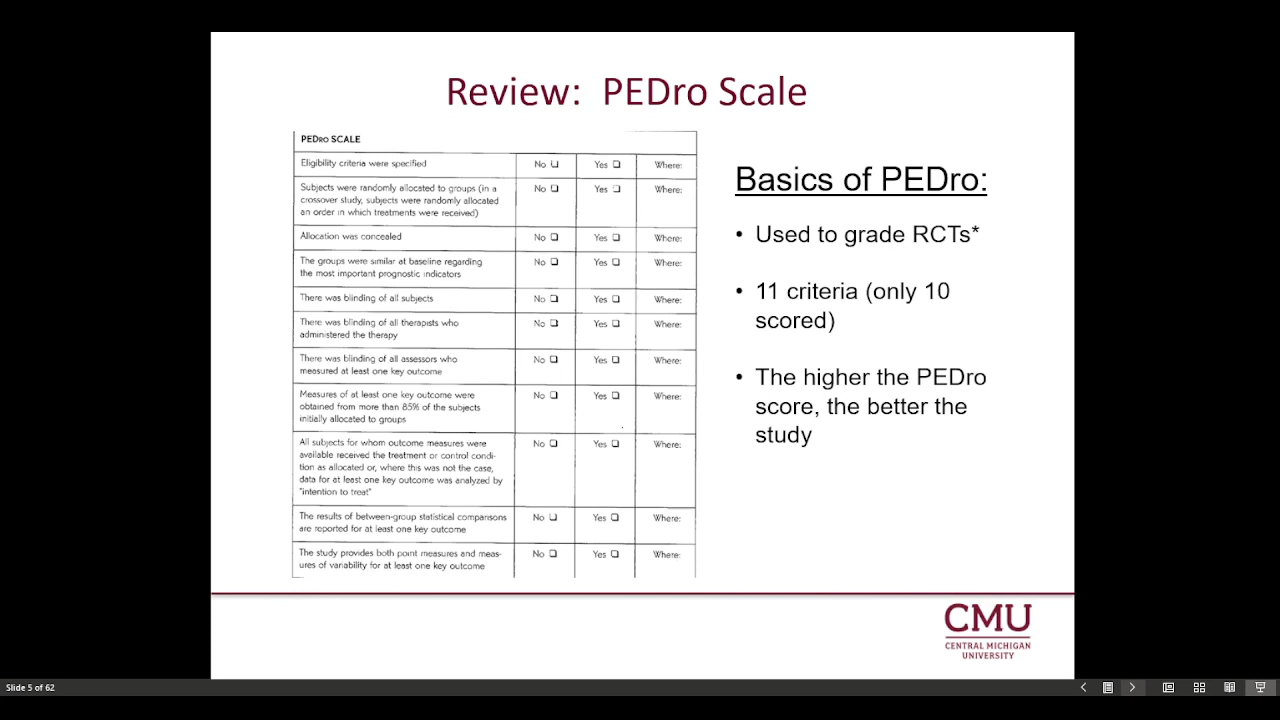 Review:  PEDro Scale
PEDRO SCALE
Eligibility criteria were specified No ❑ Yes ❑ Where:
Subjects were randomly allocated to groups (in a No ❑ Yes ❑ Where:
crossover study, subjects were randomly allocated
an order in which treatments were received)
Allocation was concealed No ❑ Yes ❑ Where:
The groups were similar at baseline regarding No ❑ Yes ❑ Where:
the most important prognostic indicators
There was blinding of all subjects No ❑ Yes ❑ Where:
There was blinding of all therapists who No ❑ Yes ❑ Where:
administered the therapy
There was blinding of all assessors who No ❑ Yes ❑ Where:
measured at least one key outcome
Measures of at least one key outcome were No ❑ Yes ❑ Where:
obtained from more than 85% of the subjects
initially allocated to groups
All subjects for whom outcome measures were No ❑ Yes ❑ Where:
available received the treatment or control condi-
tion as allocated or, where this was not the case,
data for at least one key outcome was analyzed by
"intention to treat"
The results of between-group statistical comparisons No ❑ Yes ❑ Where:
are reported for at least one key outcome
The study provides both point measures and meas- No ❑ Yes ❑ Where:
ures of variability for at least one key outcome
Basics of PEDro:
• Used to grade RCTs*
• 11 criteria (only 10
scored)
• The higher the PEDro
score, the better the
study
CMU
CENTRAL MICHIGAN
UNIVERSITY
Slide 5 of 62